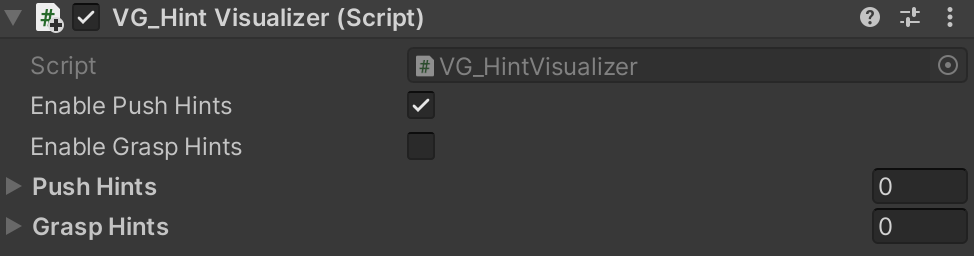 VG_Hint Visualizer (Script)
Script
VG_HintVisualizer
Enable Push Hints
Enable Grasp Hints
Push Hints 0
Grasp Hints 0